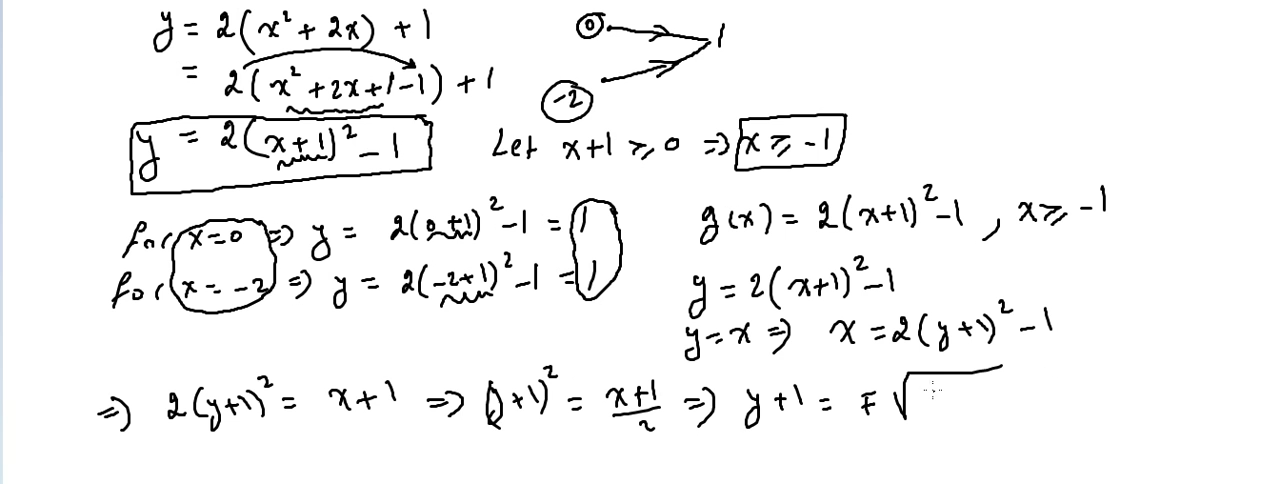 y = 2(x² + 2x) + 1
0 1
= 2(x² + 2x + 1 - 1) + 1
-2
y = 2(x + 1)² - 1 Let x+1 ≥ 0 ⇒ x ≥ -1
for x=0 ⇒ y = 2(0+1)² - 1 = 1
for x = -2 ⇒ y = 2(-2+1)² - 1 = 1
g(x) = 2(x+1)² - 1 , x ≥ -1
y = 2(x+1)² - 1
y=x ⇒ x = 2(y+1)² - 1
⇒ 2(y+1)² = x+1 ⇒ (y+1)² = x+1/2 ⇒ y+1 = ∓√